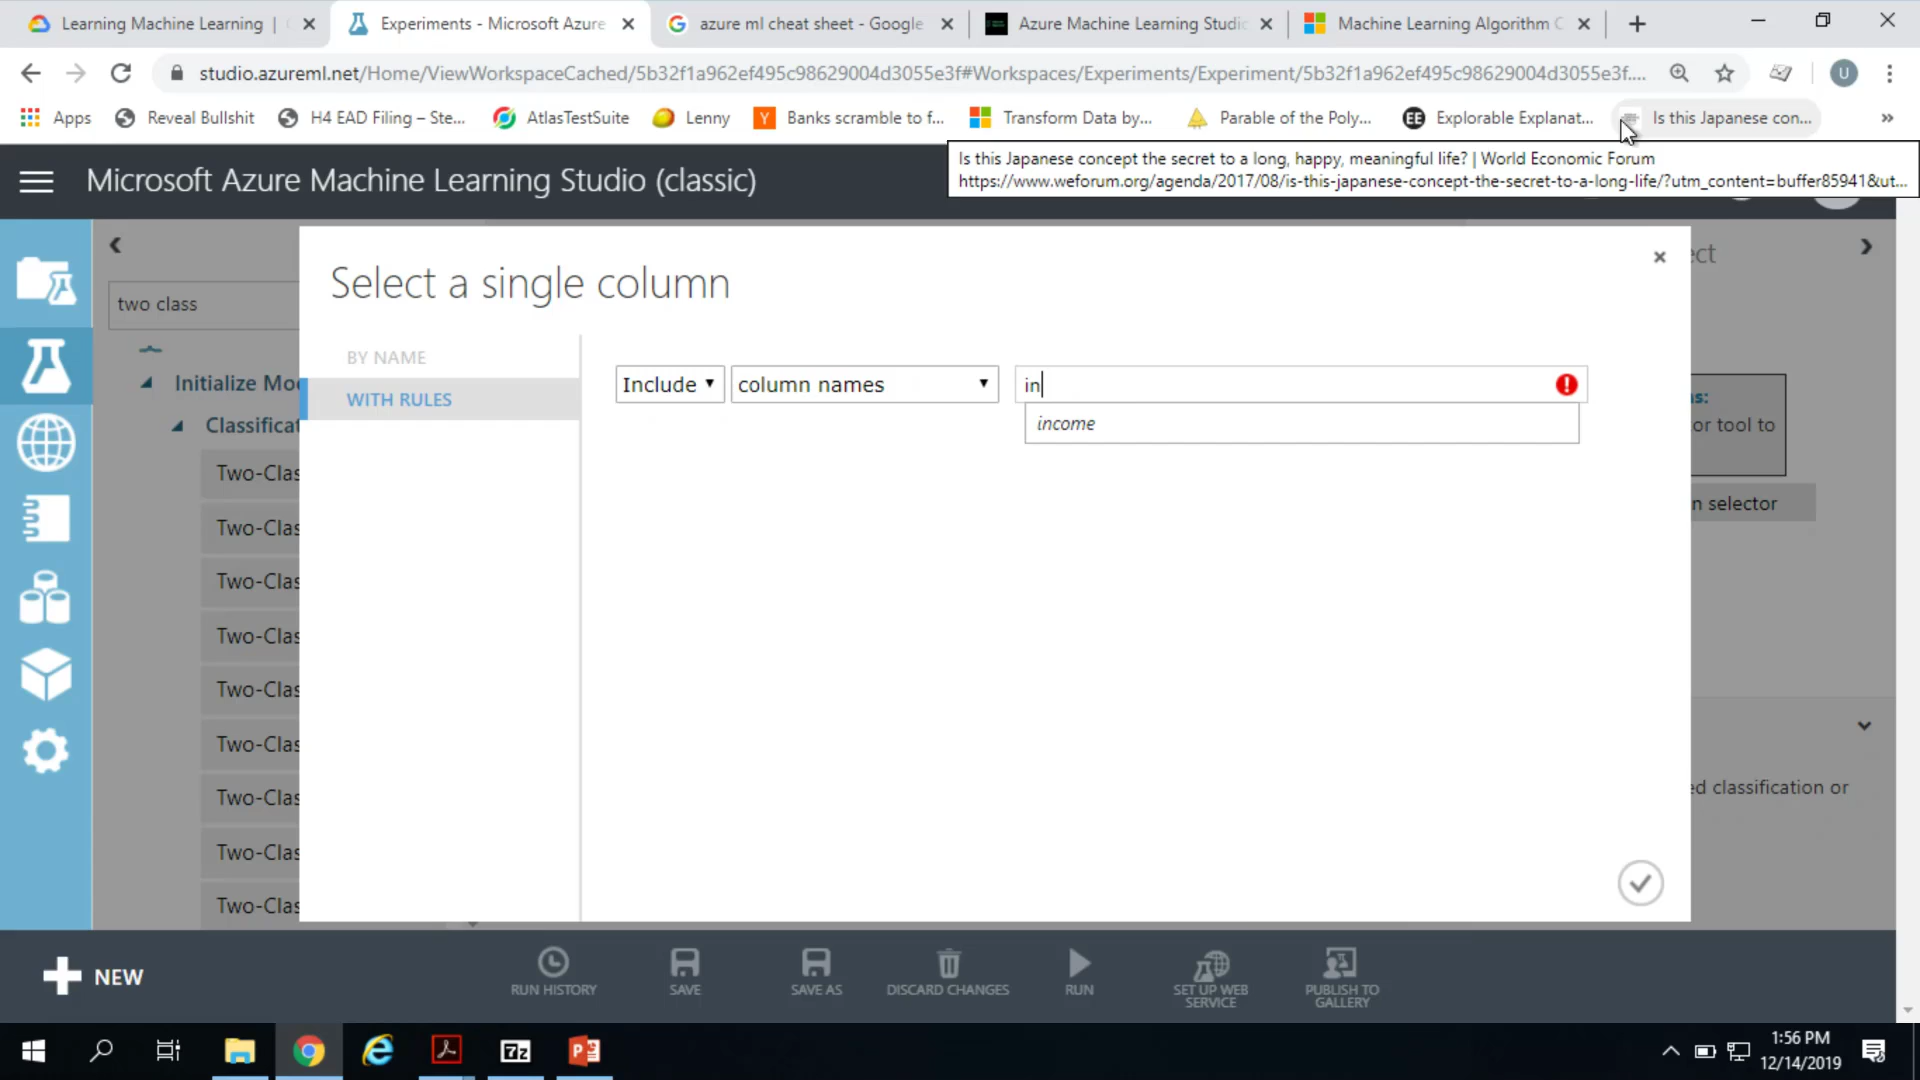 Learning Machine Learning |
Experiments - Microsoft Azure
azure ml cheat sheet - Google
Azure Machine Learning Studio
Machine Learning Algorithm C
studio.azureml.net/Home/ViewWorkspaceCached/5b32f1a962ef495c98629004d3055e3f#Workspaces/Experiments/Experiment/5b32f1a962ef495c98629004d3055e3f....
U
Apps
Reveal Bullshit
H4 EAD Filing – Ste...
AtlasTestSuite
Lenny
Y
Banks scramble to f...
Transform Data by...
Parable of the Poly...
EE
Explorable Explanat...
Is this Japanese con...
»
Is this Japanese concept the secret to a long, happy, meaningful life? | World Economic Forum
https://www.weforum.org/agenda/2017/08/is-this-japanese-concept-the-secret-to-a-long-life/?utm_content=buffer85941&ut...
Microsoft Azure Machine Learning Studio (classic)
ect
Select a single column
two class
BY NAME
WITH RULES
Include
column names
in
income
Initialize Mo
Classificat
s:
or tool to
n selector
Two-Clas
Two-Clas
Two-Clas
Two-Clas
Two-Clas
Two-Clas
Two-Clas
Two-Clas
Two-Clas
ed classification or
NEW
RUN HISTORY
SAVE
SAVE AS
DISCARD CHANGES
RUN
SET UP WEB
SERVICE
PUBLISH TO
GALLERY
7z
P
1:56 PM
12/14/2019